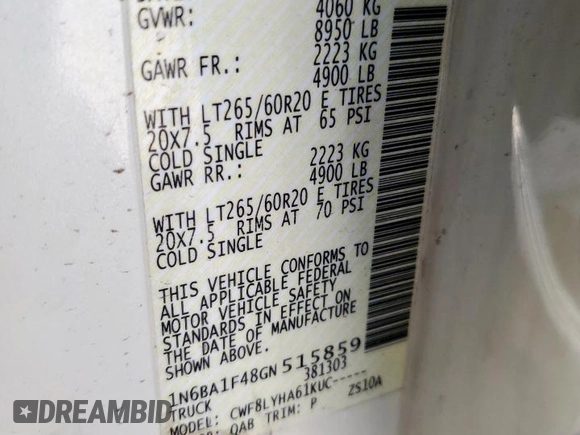 GVWR: 4060 KG
8950 LB
GAWR FR.: 2223 KG
4900 LB
WITH LT265/60R20 E TIRES
20X7.5 RIMS AT 65 PSI
COLD SINGLE
GAWR RR.: 2223 KG
4900 LB
WITH LT265/60R20 E TIRES
20X7.5 RIMS AT 70 PSI
COLD SINGLE
THIS VEHICLE CONFORMS TO
ALL APPLICABLE FEDERAL
MOTOR VEHICLE SAFETY
STANDARDS IN EFFECT ON
THE DATE OF MANUFACTURE
SHOWN ABOVE.
1N6BA1F48GN515859
TRUCK 381303
MODEL: CWF8LYHA61KUC-----
QAB TRIM: P ZS10A
DEALERS AUCTION HISTORY